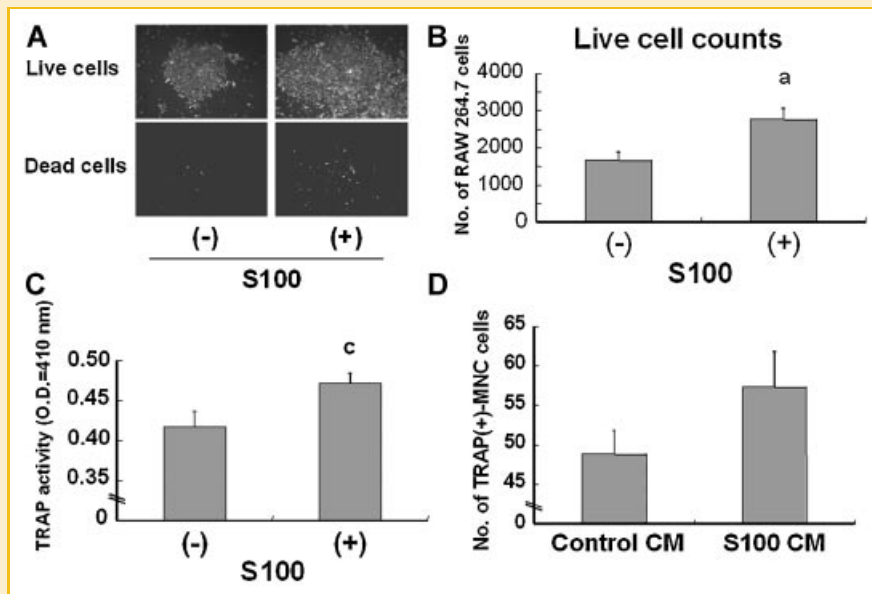 A
Live cells
Dead cells
(-) (+)
S100
B
Live cell counts
No. of RAW 264.7 cells
4000
3000
2000
1000
0
a
(-) (+)
S100
C
TRAP activity (O.D.=410 nm)
0.50
0.45
0.40
0.35
0
c
(-) (+)
S100
D
No. of TRAP(+)-MNC cells
65
55
50
45
0
Control CM S100 CM